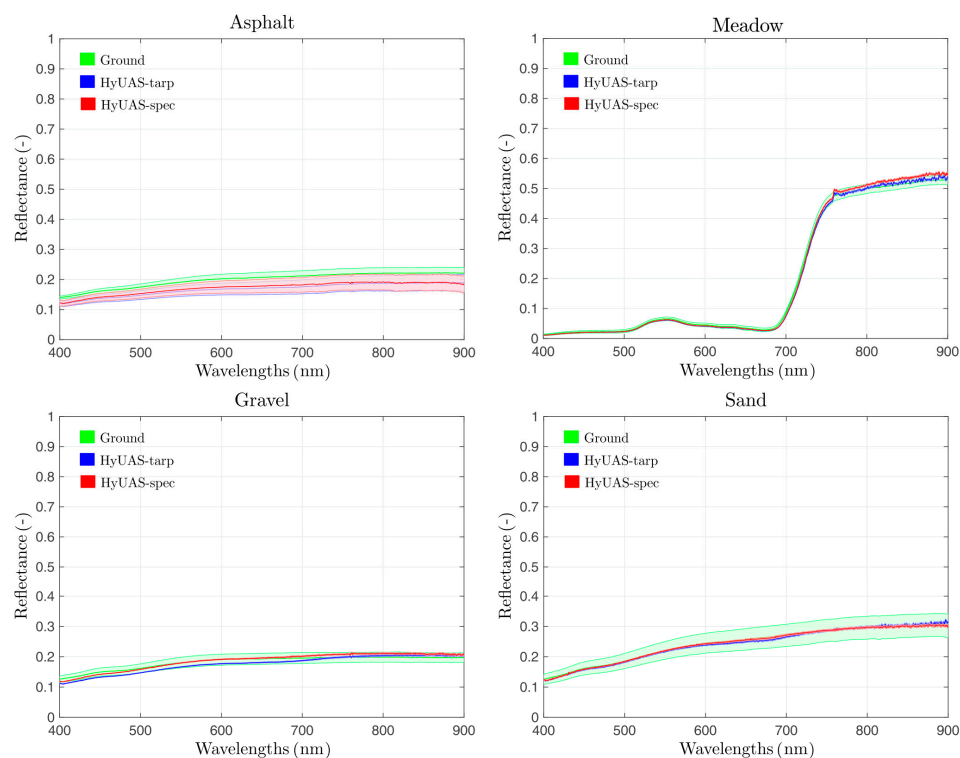 Asphalt
Reflectance (-)
1
0.9
0.8
0.7
0.6
0.5
0.4
0.3
0.2
0.1
0
Ground
HyUAS-tarp
HyUAS-spec
400 500 600 700 800 900
Wavelengths (nm)
Meadow
Reflectance (-)
1
0.9
0.8
0.7
0.6
0.5
0.4
0.3
0.2
0.1
0
Ground
HyUAS-tarp
HyUAS-spec
400 500 600 700 800 900
Wavelengths (nm)
Gravel
Reflectance (-)
1
0.9
0.8
0.7
0.6
0.5
0.4
0.3
0.2
0.1
0
Ground
HyUAS-tarp
HyUAS-spec
400 500 600 700 800 900
Wavelengths (nm)
Sand
Reflectance (-)
1
0.9
0.8
0.7
0.6
0.5
0.4
0.3
0.2
0.1
0
Ground
HyUAS-tarp
HyUAS-spec
400 500 600 700 800 900
Wavelengths (nm)